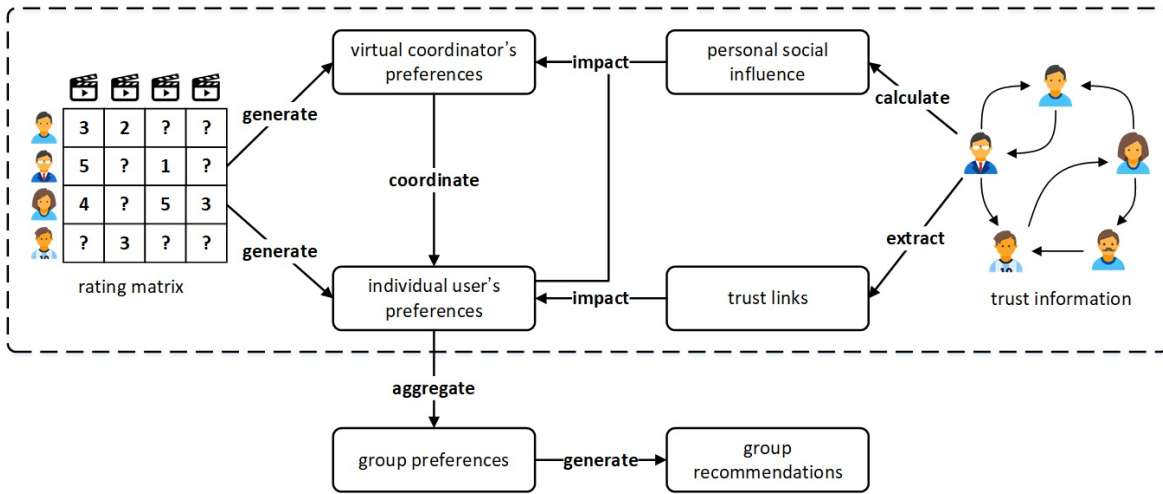 virtual coordinator's
preferences
impact
personal social
influence
generate
calculate
3 2 ? ?
5 ? 1 ?
4 ? 5 3
? 3 ? ?
rating matrix
coordinate
generate
extract
individual user's
preferences
impact
trust links
trust information
10
aggregate
group preferences
generate
group
recommendations